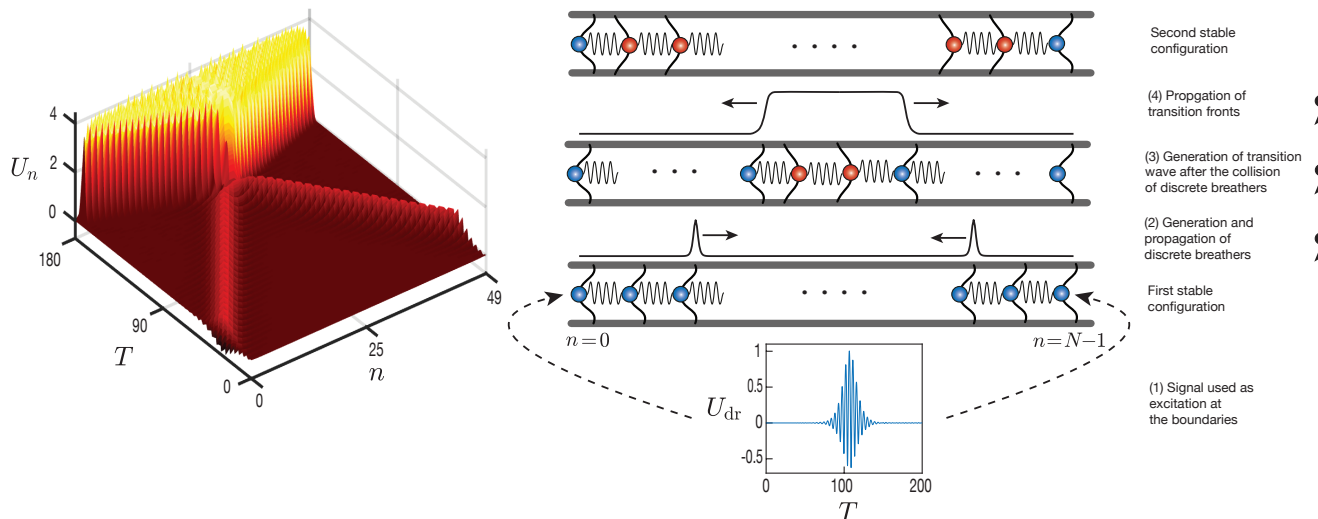 4
2
0
U_n
180
90
0
T
0
25
49
n
Second stable
configuration
(4) Propgation of
transition fronts
(3) Generation of transition
wave after the collision
of discrete breathers
(2) Generation and
propagation of
discrete breathers
First stable
configuration
n=0
n=N−1
(1) Signal used as
excitation at
the boundaries
U_dr
1
0.5
0
-0.5
0
100
200
T